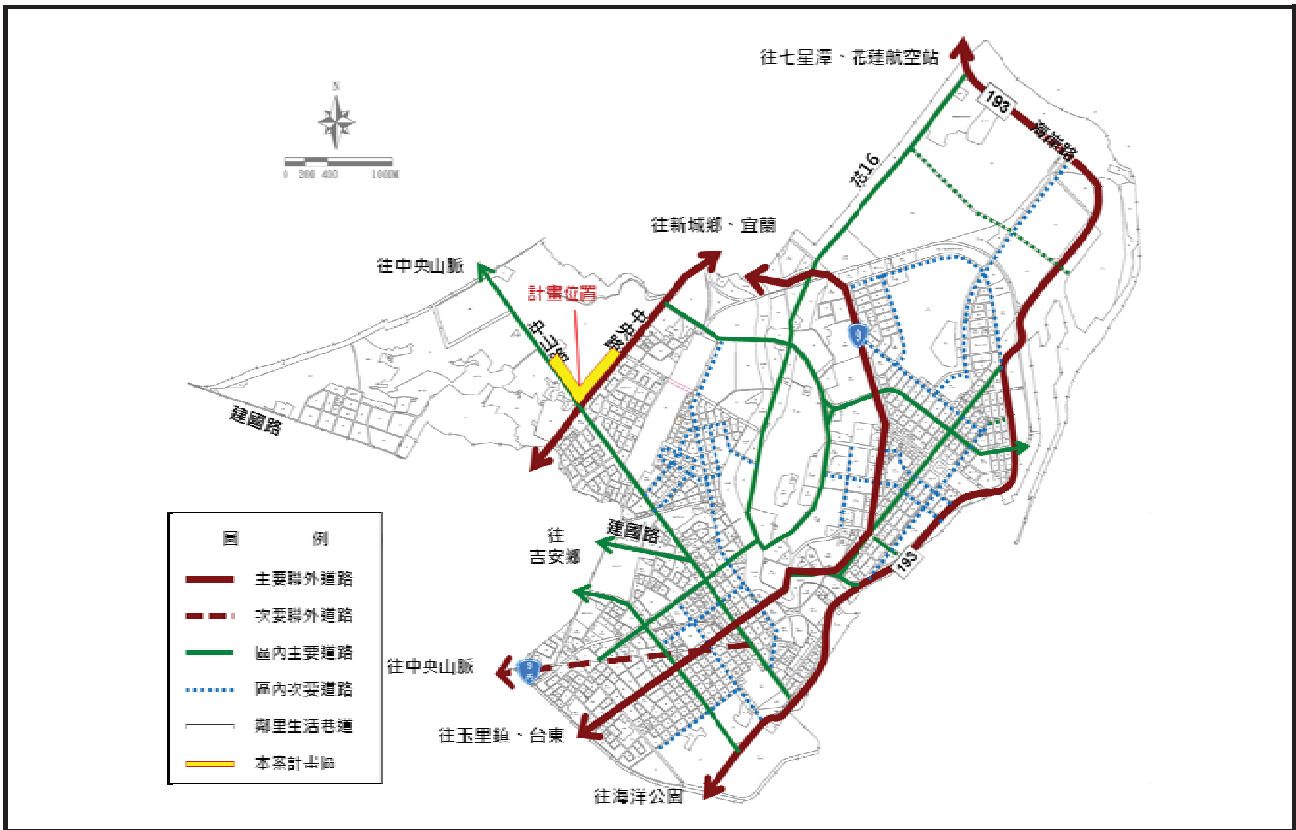 往七星潭、花蓮航空站
193
海岸路
N
0 200 400 1000M
花16
往新城鄉、宜蘭
往中央山脈
計畫位置
中山路
中央路
9
建國路
圖 例
主要聯外道路
次要聯外道路
區內主要道路
區內次要道路
鄰里生活巷道
本案計畫區
往
吉安鄉
建國路
193
往中央山脈
往玉里鎮、台東
往海洋公園